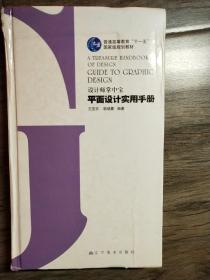 普通高等教育“十一五”
国家级规划教材
A TREASURE HANDBOOK
OF DESIGN
GUIDE TO GRAPHIC
DESIGN
设计师掌中宝
平面设计实用手册
编著
辽宁美术出版社